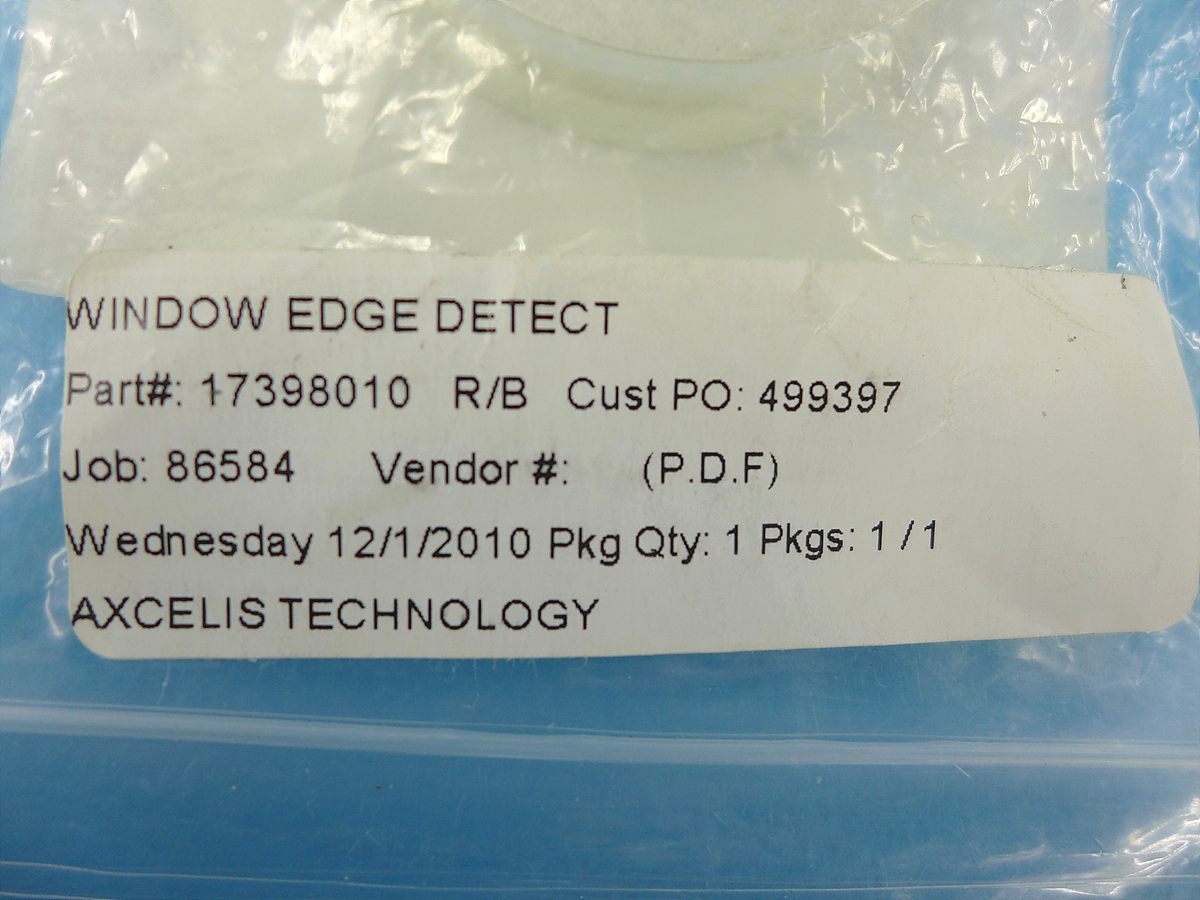 WINDOW EDGE DETECT
Part#: 17398010 R/B Cust PO: 499397
Job: 86584 Vendor #: (P.D.F)
Wednesday 12/1/2010 Pkg Qty: 1 Pkgs: 1 / 1
AXCELIS TECHNOLOGY